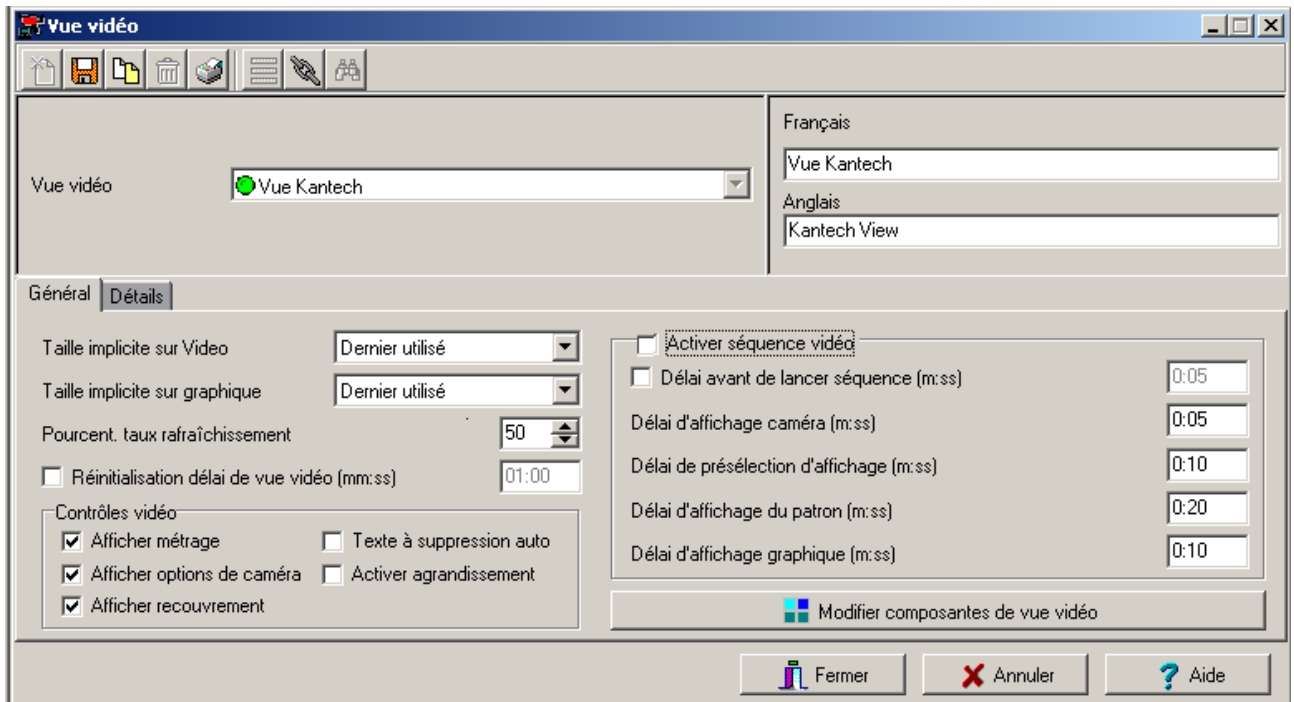 Vue vidéo
Français
Vue Kantech
Vue vidéo
Vue Kantech
Anglais
Kantech View
Général
Détails
Taille implicite sur Video
Dernier utilisé
Taille implicite sur graphique
Dernier utilisé
Pourcent. taux rafraîchissement
50
Réinitialisation délai de vue vidéo (mm:ss)
01:00
Contrôles vidéo
Afficher métrage
Texte à suppression auto
Afficher options de caméra
Activer agrandissement
Afficher recouvrement
Activer séquence vidéo
Délai avant de lancer séquence (m:ss)
0:05
Délai d'affichage caméra (m:ss)
0:05
Délai de présélection d'affichage (m:ss)
0:10
Délai d'affichage du patron (m:ss)
0:20
Délai d'affichage graphique (m:ss)
0:10
Modifier composantes de vue vidéo
Fermer
Annuler
Aide